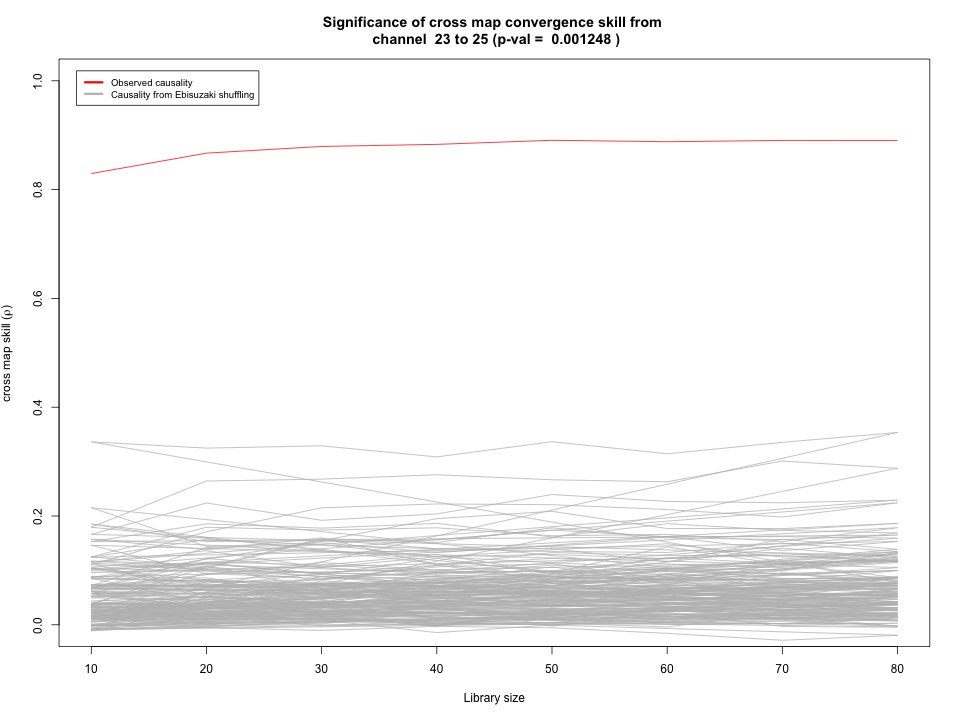 Significance of cross map convergence skill from
channel  23 to 25 (p-val =  0.001248 )
Observed causality
Causality from Ebisuzaki shuffling
cross map skill (ρ)
1.0
0.8
0.6
0.4
0.2
0.0
10 20 30 40 50 60 70 80
Library size